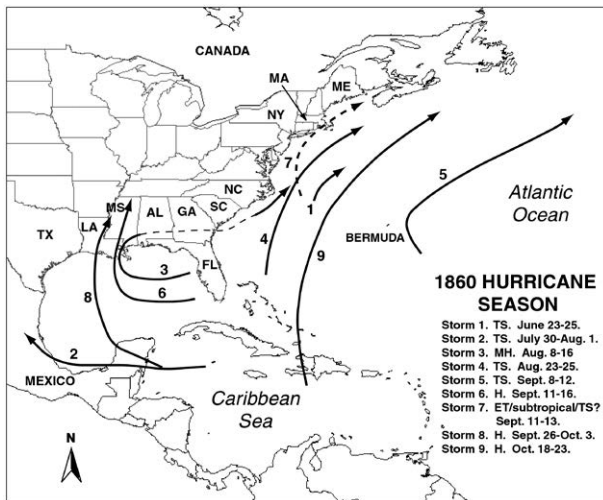 CANADA
MA
ME
NY
7
5
NC
MS
AL
GA
SC
1
Atlantic
Ocean
TX
LA
4
BERMUDA
9
FL
3
8
6
1860 HURRICANE
SEASON
Storm 1. TS. June 23-25.
Storm 2. TS. July 30-Aug. 1.
Storm 3. MH. Aug. 8-16
Storm 4. TS. Aug. 23-25.
Storm 5. TS. Sept. 8-12.
Storm 6. H. Sept. 11-16.
Storm 7. ET/subtropical/TS?
Sept. 11-13.
Storm 8. H. Sept. 26-Oct. 3.
Storm 9. H. Oct. 18-23.
2
MEXICO
Caribbean
Sea
N